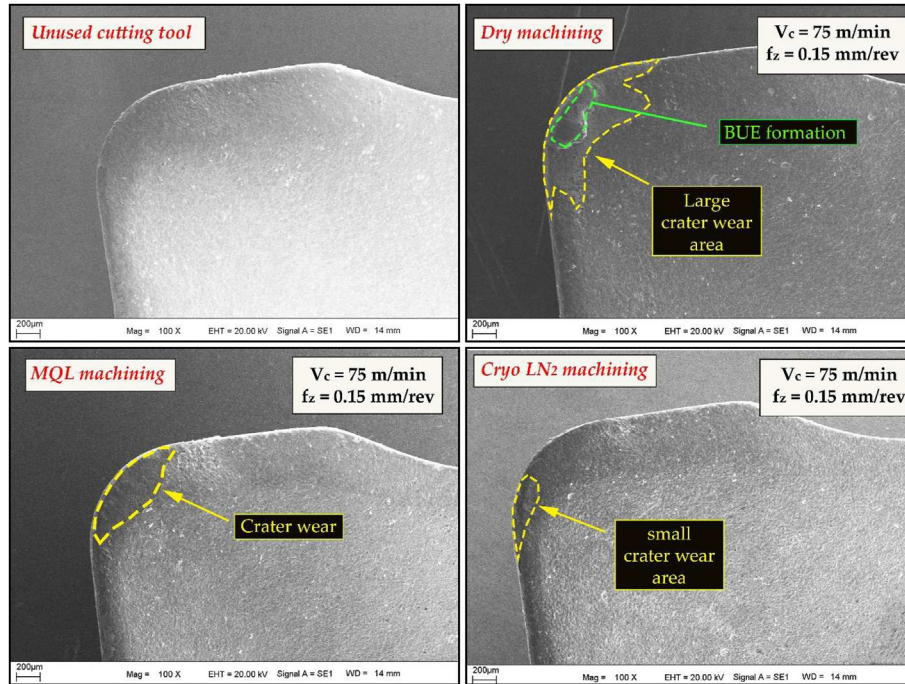 Unused cutting tool
200µm
Mag = 100 X EHT = 20.00 kV Signal A = SE1 WD = 14 mm
Dry machining
Vc = 75 m/min
fz = 0.15 mm/rev
BUE formation
Large
crater wear
area
200µm
Mag = 100 X EHT = 20.00 kV Signal A = SE1 WD = 14 mm
MQL machining
Vc = 75 m/min
fz = 0.15 mm/rev
Crater wear
200µm
Mag = 100 X EHT = 20.00 kV Signal A = SE1 WD = 14 mm
Cryo LN2 machining
Vc = 75 m/min
fz = 0.15 mm/rev
small
crater wear
area
200µm
Mag = 100 X EHT = 20.00 kV Signal A = SE1 WD = 14 mm